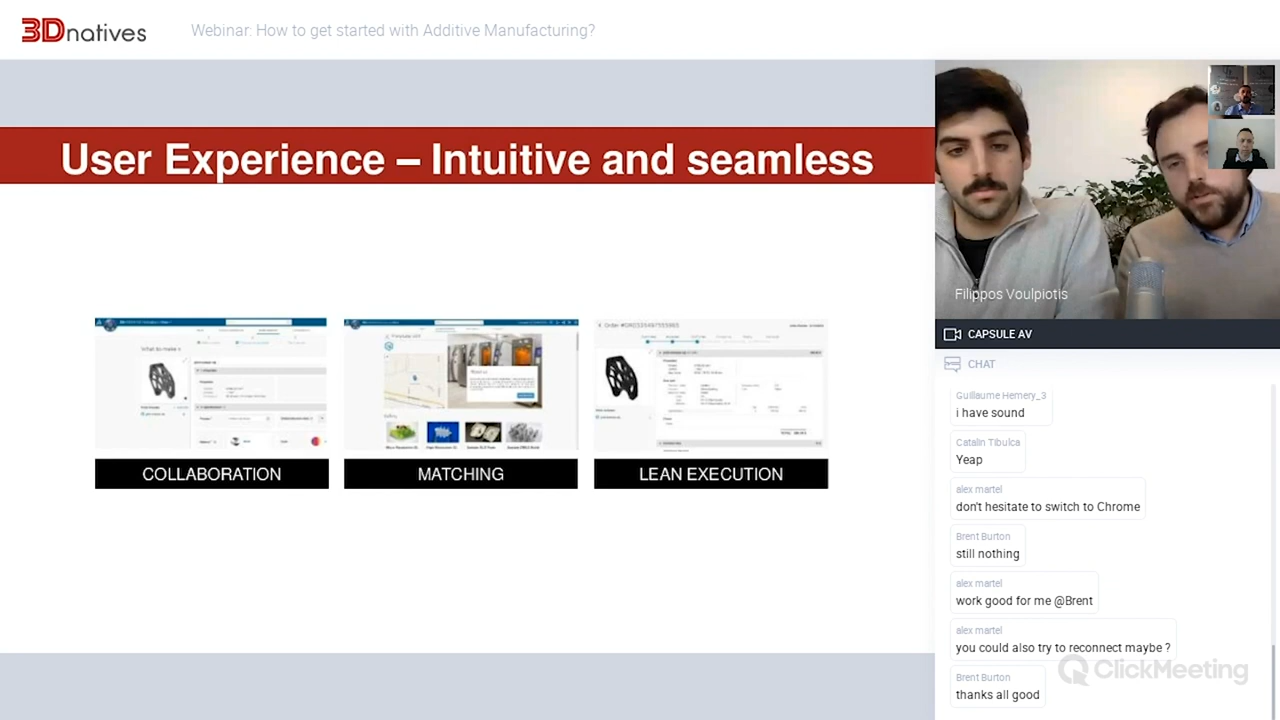 3Dnatives
Webinar: How to get started with Additive Manufacturing?
User Experience – Intuitive and seamless
What to make
COLLABORATION
MATCHING
LEAN EXECUTION
Filippos Voulpiotis
CAPSULE AV
CHAT
Guillaume Hemery_3
i have sound
Catalin Tibulca
Yeap
alex martel
don't hesitate to switch to Chrome
Brent Burton
still nothing
alex martel
work good for me @Brent
alex martel
you could also try to reconnect maybe ?
Brent Burton
thanks all good
ClickMeeting